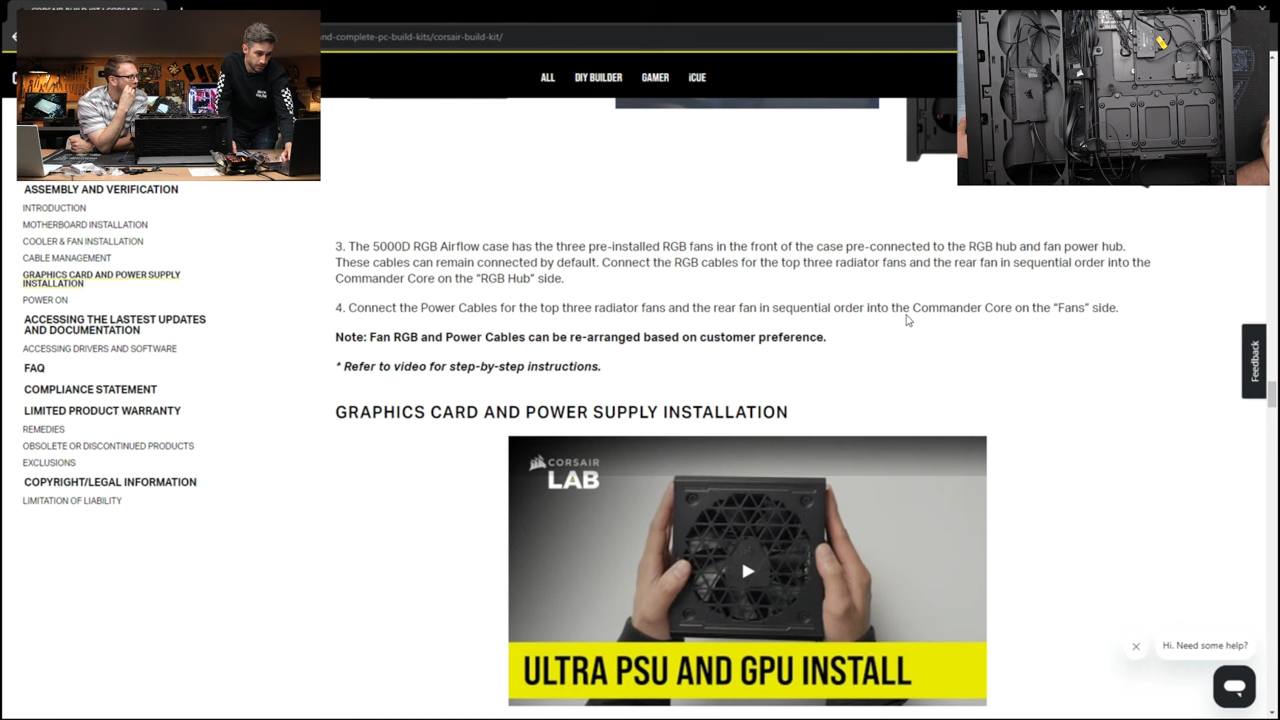 and-complete-pc-build-kits/corsair-build-kit/
ALL DIY BUILDER GAMER iCUE
ASSEMBLY AND VERIFICATION
INTRODUCTION
MOTHERBOARD INSTALLATION
COOLER & FAN INSTALLATION
CABLE MANAGEMENT
GRAPHICS CARD AND POWER SUPPLY
INSTALLATION
POWER ON
ACCESSING THE LASTEST UPDATES
AND DOCUMENTATION
ACCESSING DRIVERS AND SOFTWARE
FAQ
COMPLIANCE STATEMENT
LIMITED PRODUCT WARRANTY
REMEDIES
OBSOLETE OR DISCONTINUED PRODUCTS
EXCLUSIONS
COPYRIGHT/LEGAL INFORMATION
LIMITATION OF LIABILITY
3. The 5000D RGB Airflow case has the three pre-installed RGB fans in the front of the case pre-connected to the RGB hub and fan power hub.
These cables can remain connected by default. Connect the RGB cables for the top three radiator fans and the rear fan in sequential order into the
Commander Core on the “RGB Hub” side.
4. Connect the Power Cables for the top three radiator fans and the rear fan in sequential order into the Commander Core on the “Fans” side.
Note: Fan RGB and Power Cables can be re-arranged based on customer preference.
* Refer to video for step-by-step instructions.
GRAPHICS CARD AND POWER SUPPLY INSTALLATION
CORSAIR
LAB
ULTRA PSU AND GPU INSTALL
Feedback
Hi. Need some help?